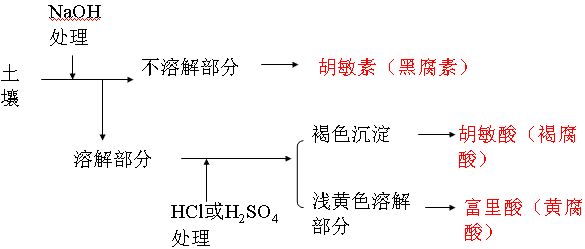 NaOH
处理
土
壤
不溶解部分
胡敏素（黑腐素）
溶解部分
褐色沉淀
胡敏酸（褐腐
酸）
HCl或H2SO4
处理
浅黄色溶解
部分
富里酸（黄腐
酸）